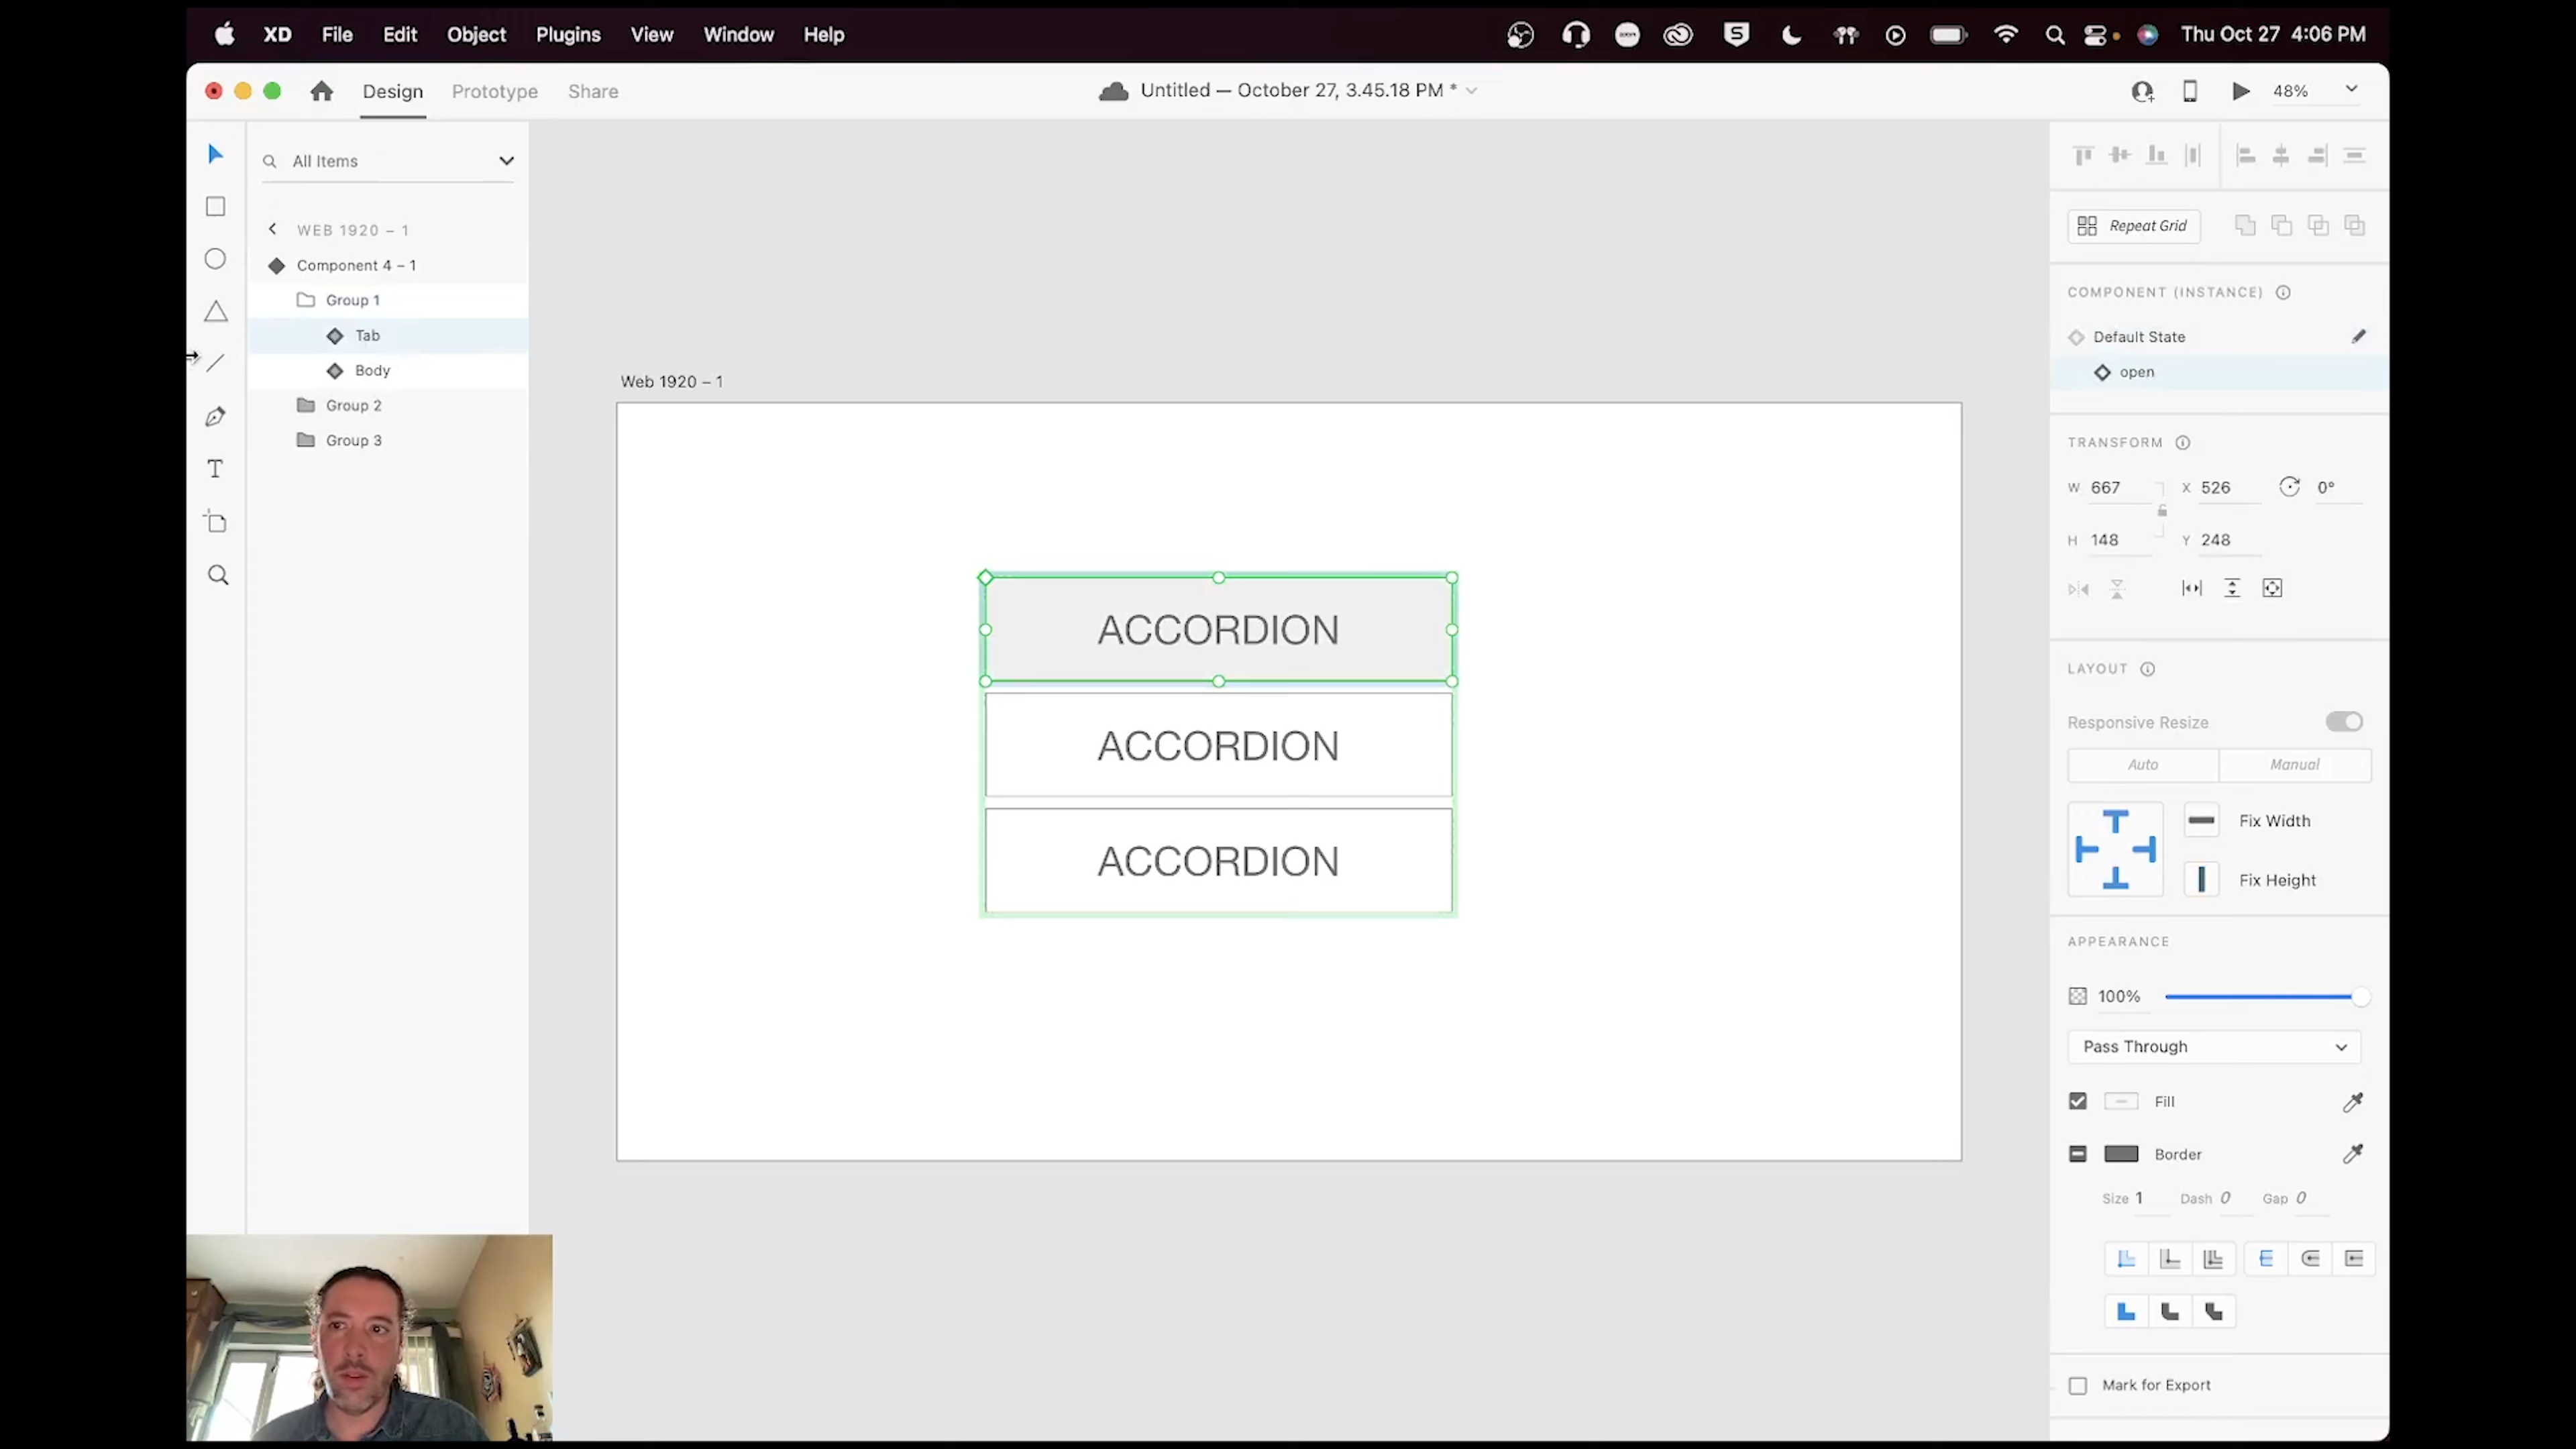 XD File Edit Object Plugins View Window Help
S
Thu Oct 27 4:06 PM
Design Prototype Share
Untitled — October 27, 3.45.18 PM *
48%
All Items
WEB 1920 – 1
Component 4 – 1
Group 1
Tab
Body
Group 2
Group 3
T
Web 1920 – 1
ACCORDION
ACCORDION
ACCORDION
Repeat Grid
COMPONENT (INSTANCE)
Default State
open
TRANSFORM
W 667 X 526 0°
H 148 Y 248
LAYOUT
Responsive Resize
Auto Manual
Fix Width
Fix Height
APPEARANCE
100%
Pass Through
Fill
Border
Size 1 Dash 0 Gap 0
Mark for Export